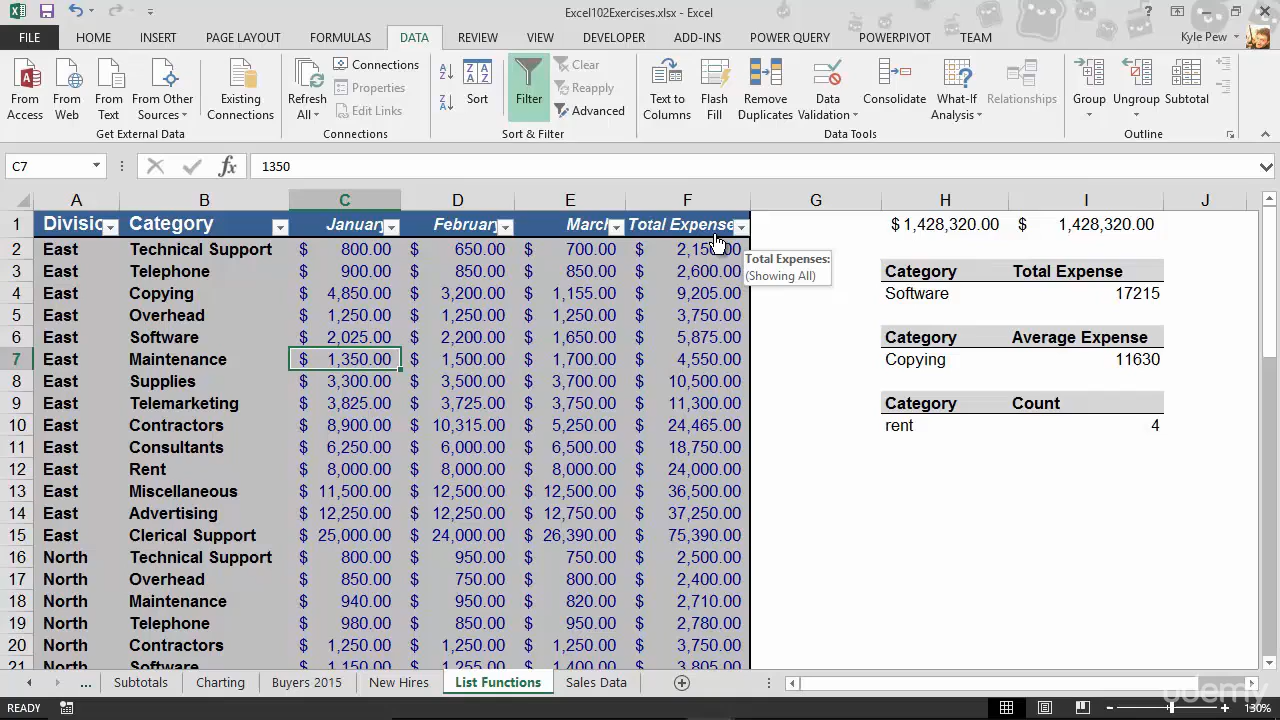 Excel102Exercises.xlsx - Excel
FILE HOME INSERT PAGE LAYOUT FORMULAS DATA REVIEW VIEW DEVELOPER ADD-INS POWER QUERY POWERPIVOT TEAM Kyle Pew
From Access
From Web
From Text
From Other Sources
Existing Connections
Get External Data
Refresh All
Connections
Properties
Edit Links
Connections
Sort
Filter
Clear
Reapply
Advanced
Sort & Filter
Text to Columns
Flash Fill
Remove Duplicates
Data Validation
Consolidate
What-If Analysis
Relationships
Data Tools
Group
Ungroup
Subtotal
Outline
C7 fx 1350
A B C D E F G H I J
1 Divisio Category January February March Total Expense $ 1,428,320.00 $ 1,428,320.00
2 East Technical Support $ 800.00 $ 650.00 $ 700.00 $ 2,150.00
Total Expenses:
(Showing All)
3 East Telephone $ 900.00 $ 850.00 $ 850.00 $ 2,600.00 Category Total Expense
4 East Copying $ 4,850.00 $ 3,200.00 $ 1,155.00 $ 9,205.00 Software 17215
5 East Overhead $ 1,250.00 $ 1,250.00 $ 1,250.00 $ 3,750.00
6 East Software $ 2,025.00 $ 2,200.00 $ 1,650.00 $ 5,875.00 Category Average Expense
7 East Maintenance $ 1,350.00 $ 1,500.00 $ 1,700.00 $ 4,550.00 Copying 11630
8 East Supplies $ 3,300.00 $ 3,500.00 $ 3,700.00 $ 10,500.00
9 East Telemarketing $ 3,825.00 $ 3,725.00 $ 3,750.00 $ 11,300.00 Category Count
10 East Contractors $ 8,900.00 $ 10,315.00 $ 5,250.00 $ 24,465.00 rent 4
11 East Consultants $ 6,250.00 $ 6,000.00 $ 6,500.00 $ 18,750.00
12 East Rent $ 8,000.00 $ 8,000.00 $ 8,000.00 $ 24,000.00
13 East Miscellaneous $ 11,500.00 $ 12,500.00 $ 12,500.00 $ 36,500.00
14 East Advertising $ 12,250.00 $ 12,250.00 $ 12,750.00 $ 37,250.00
15 East Clerical Support $ 25,000.00 $ 24,000.00 $ 26,390.00 $ 75,390.00
16 North Technical Support $ 800.00 $ 950.00 $ 750.00 $ 2,500.00
17 North Overhead $ 850.00 $ 750.00 $ 800.00 $ 2,400.00
18 North Maintenance $ 940.00 $ 950.00 $ 820.00 $ 2,710.00
19 North Telephone $ 980.00 $ 850.00 $ 950.00 $ 2,780.00
20 North Contractors $ 1,250.00 $ 1,250.00 $ 1,250.00 $ 3,750.00
21 North Software $ 1,150.00 $ 1,255.00 $ 1,400.00 $ 3,805.00
... Subtotals Charting Buyers 2015 New Hires List Functions Sales Data
READY 130%
udemy